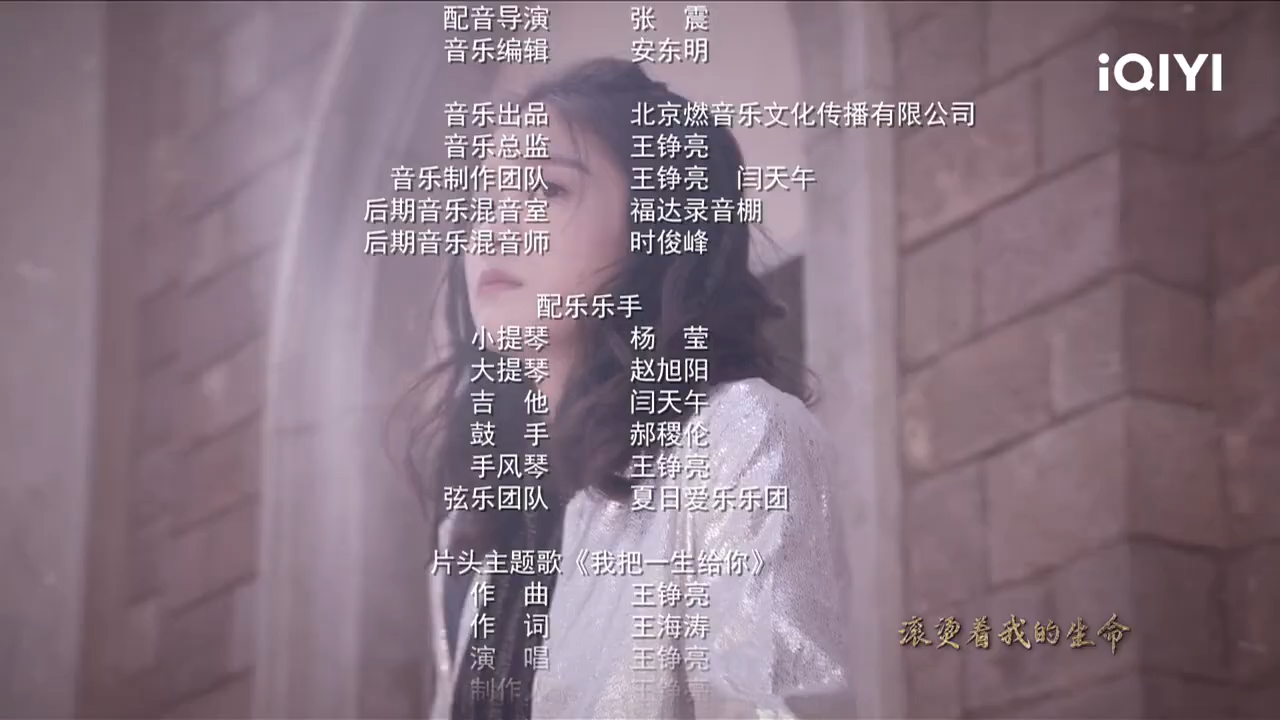 配音导演 张 震
音乐编辑 安东明
iQIYI
音乐出品 北京燃音乐文化传播有限公司
音乐总监 王铮亮
音乐制作团队 王铮亮 闫天午
后期音乐混音室 福达录音棚
后期音乐混音师 时俊峰
配乐乐手
小提琴 杨 莹
大提琴 赵旭阳
吉 他 闫天午
鼓 手 郝稷伦
手风琴 王铮亮
弦乐团队 夏日爱乐乐团
片头主题歌《我把一生给你》
作 曲 王铮亮
作 词 王海涛
滚烫着我的生命
演 唱 王铮亮
制作 王铮亮